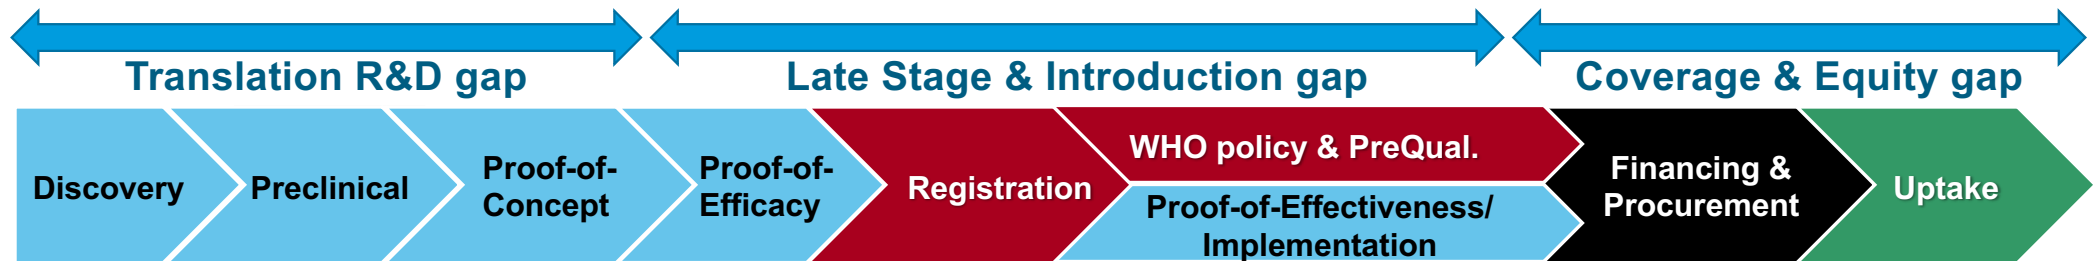 Translation R&D gap
Late Stage & Introduction gap
Coverage & Equity gap
Discovery
Preclinical
Proof-of-
Concept
Proof-of-
Efficacy
Registration
WHO policy & PreQual.
Proof-of-Effectiveness/
Implementation
Financing &
Procurement
Uptake